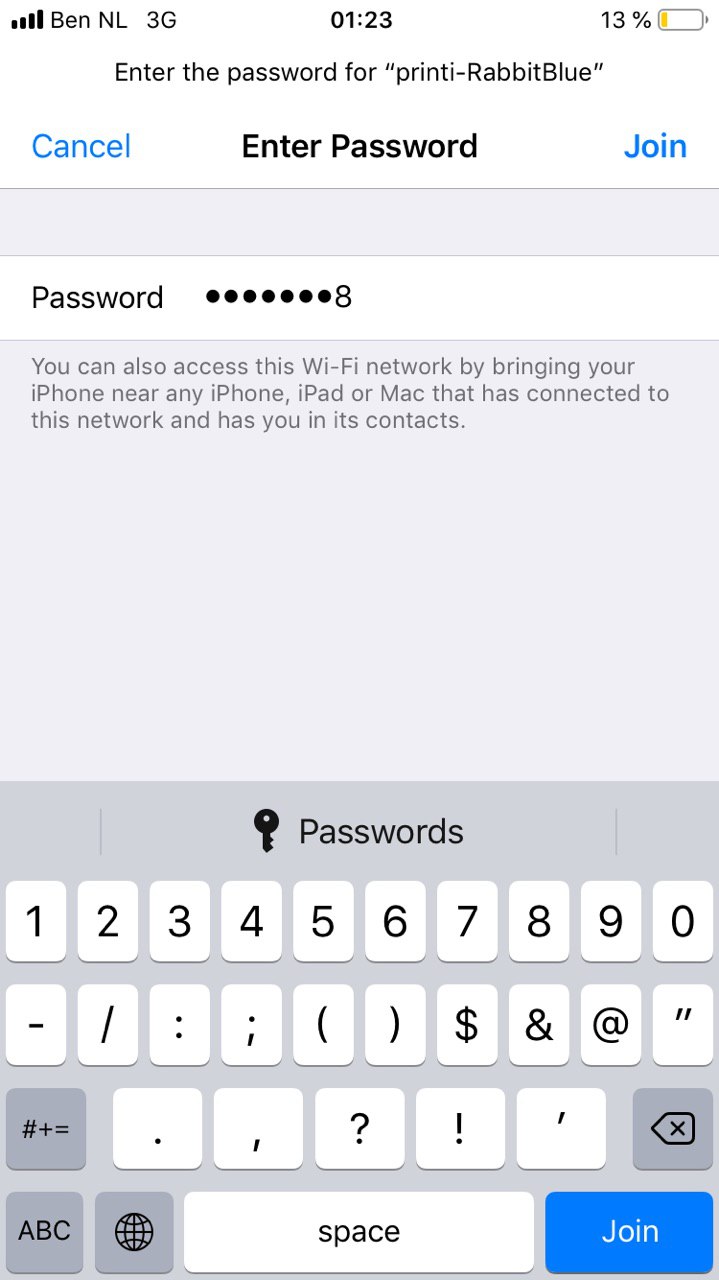 Ben NL 3G 01:23 13 %
Enter the password for “printi-RabbitBlue”
Cancel Enter Password Join
Password •••••••8
You can also access this Wi-Fi network by bringing your
iPhone near any iPhone, iPad or Mac that has connected to
this network and has you in its contacts.
Passwords
1 2 3 4 5 6 7 8 9 0
- / : ; ( ) $ & @ "
#+= . , ? ! '
ABC space Join